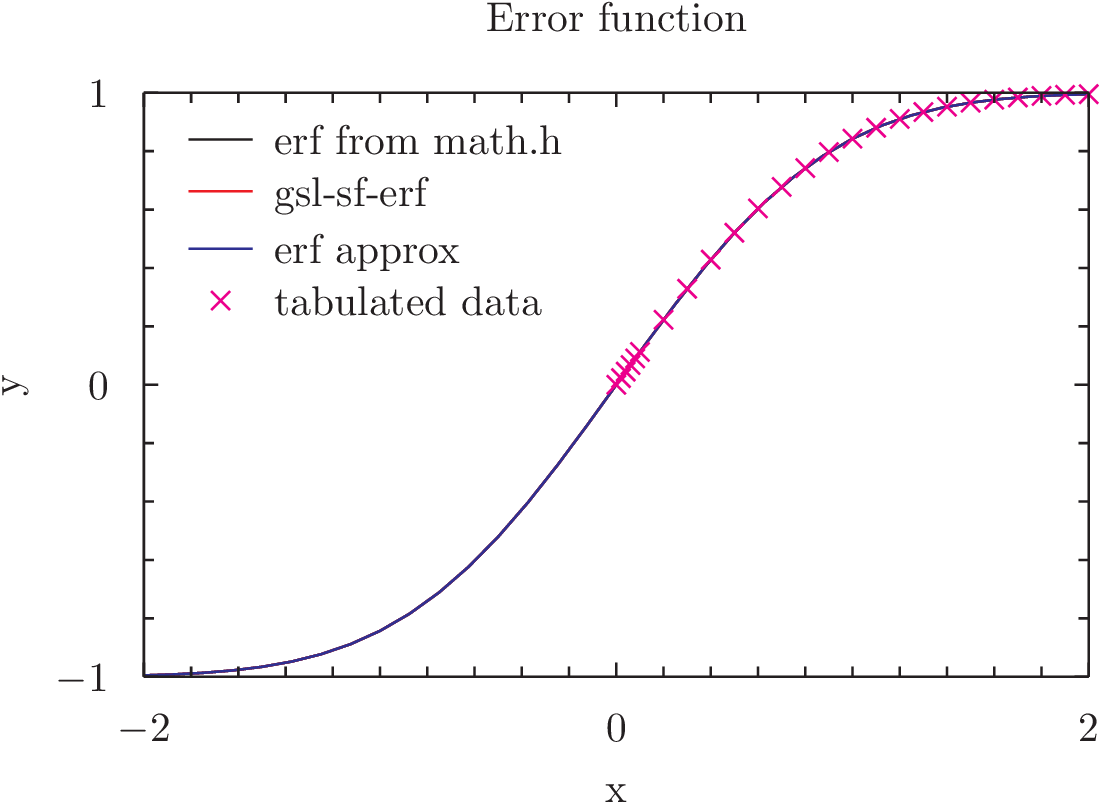 Error function
1
erf from math.h
gsl-sf-erf
erf approx
tabulated data
y
0
−1
−2
0
2
x